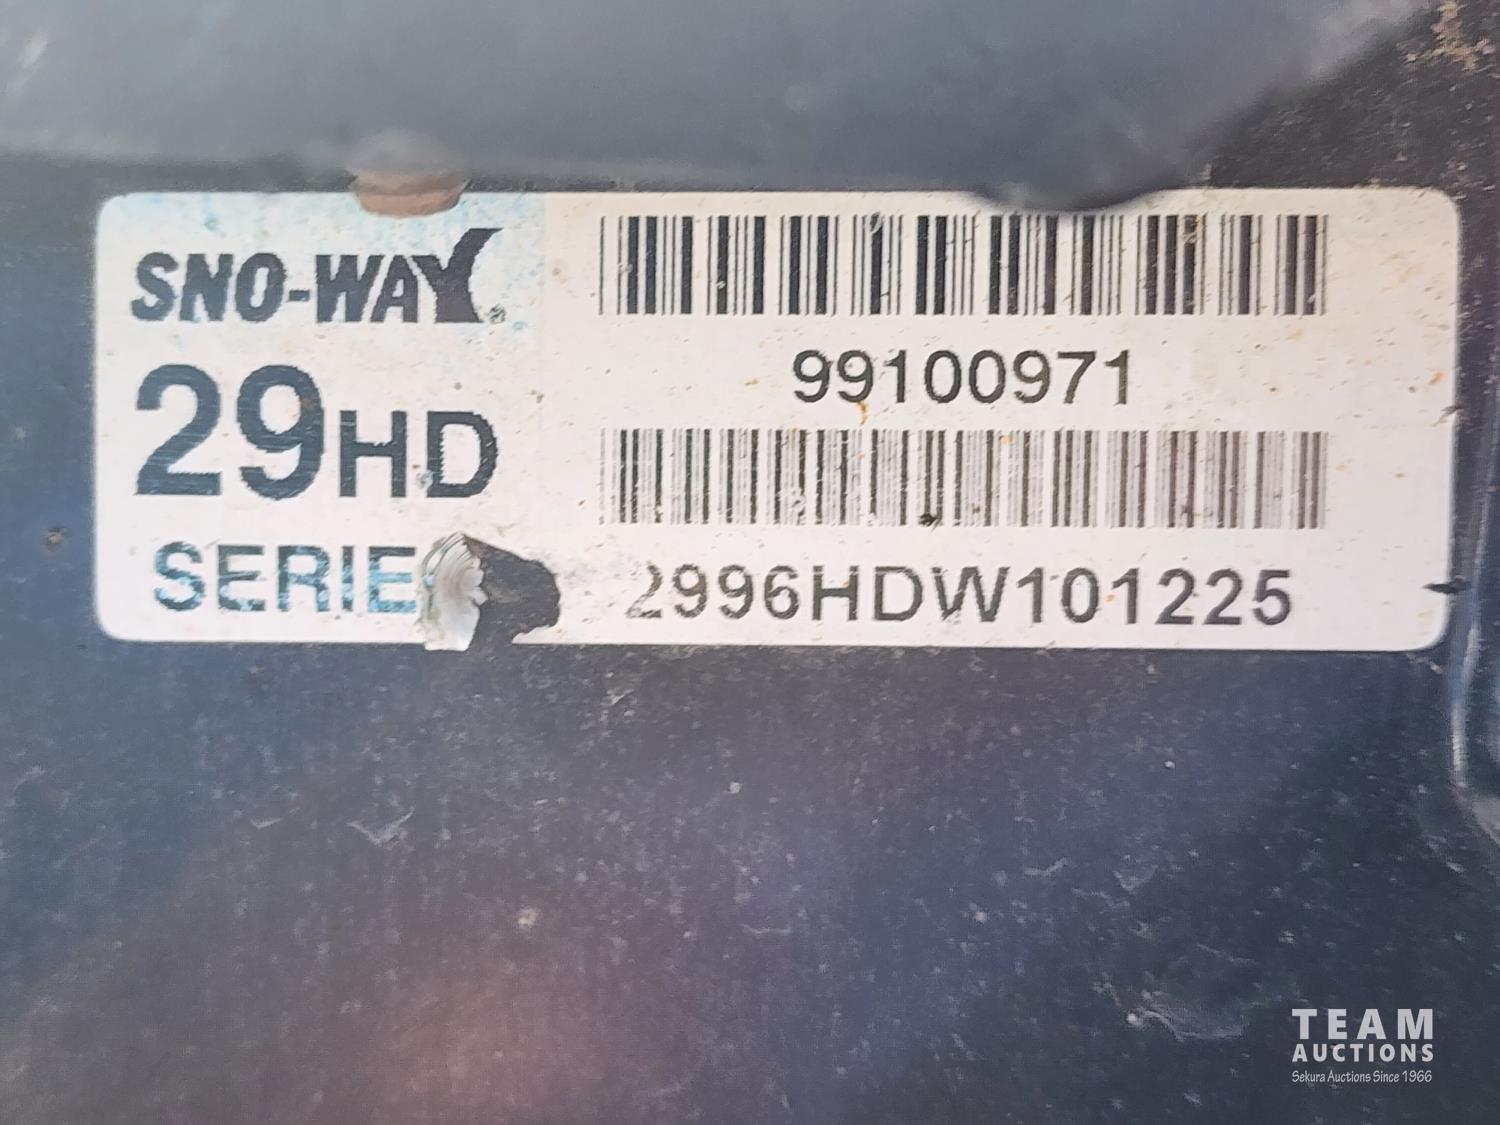 SNO-WAY®
29HD
SERIE
99100971
2996HDW101225
TEAM
AUCTIONS
Sekura Auctions Since 1966